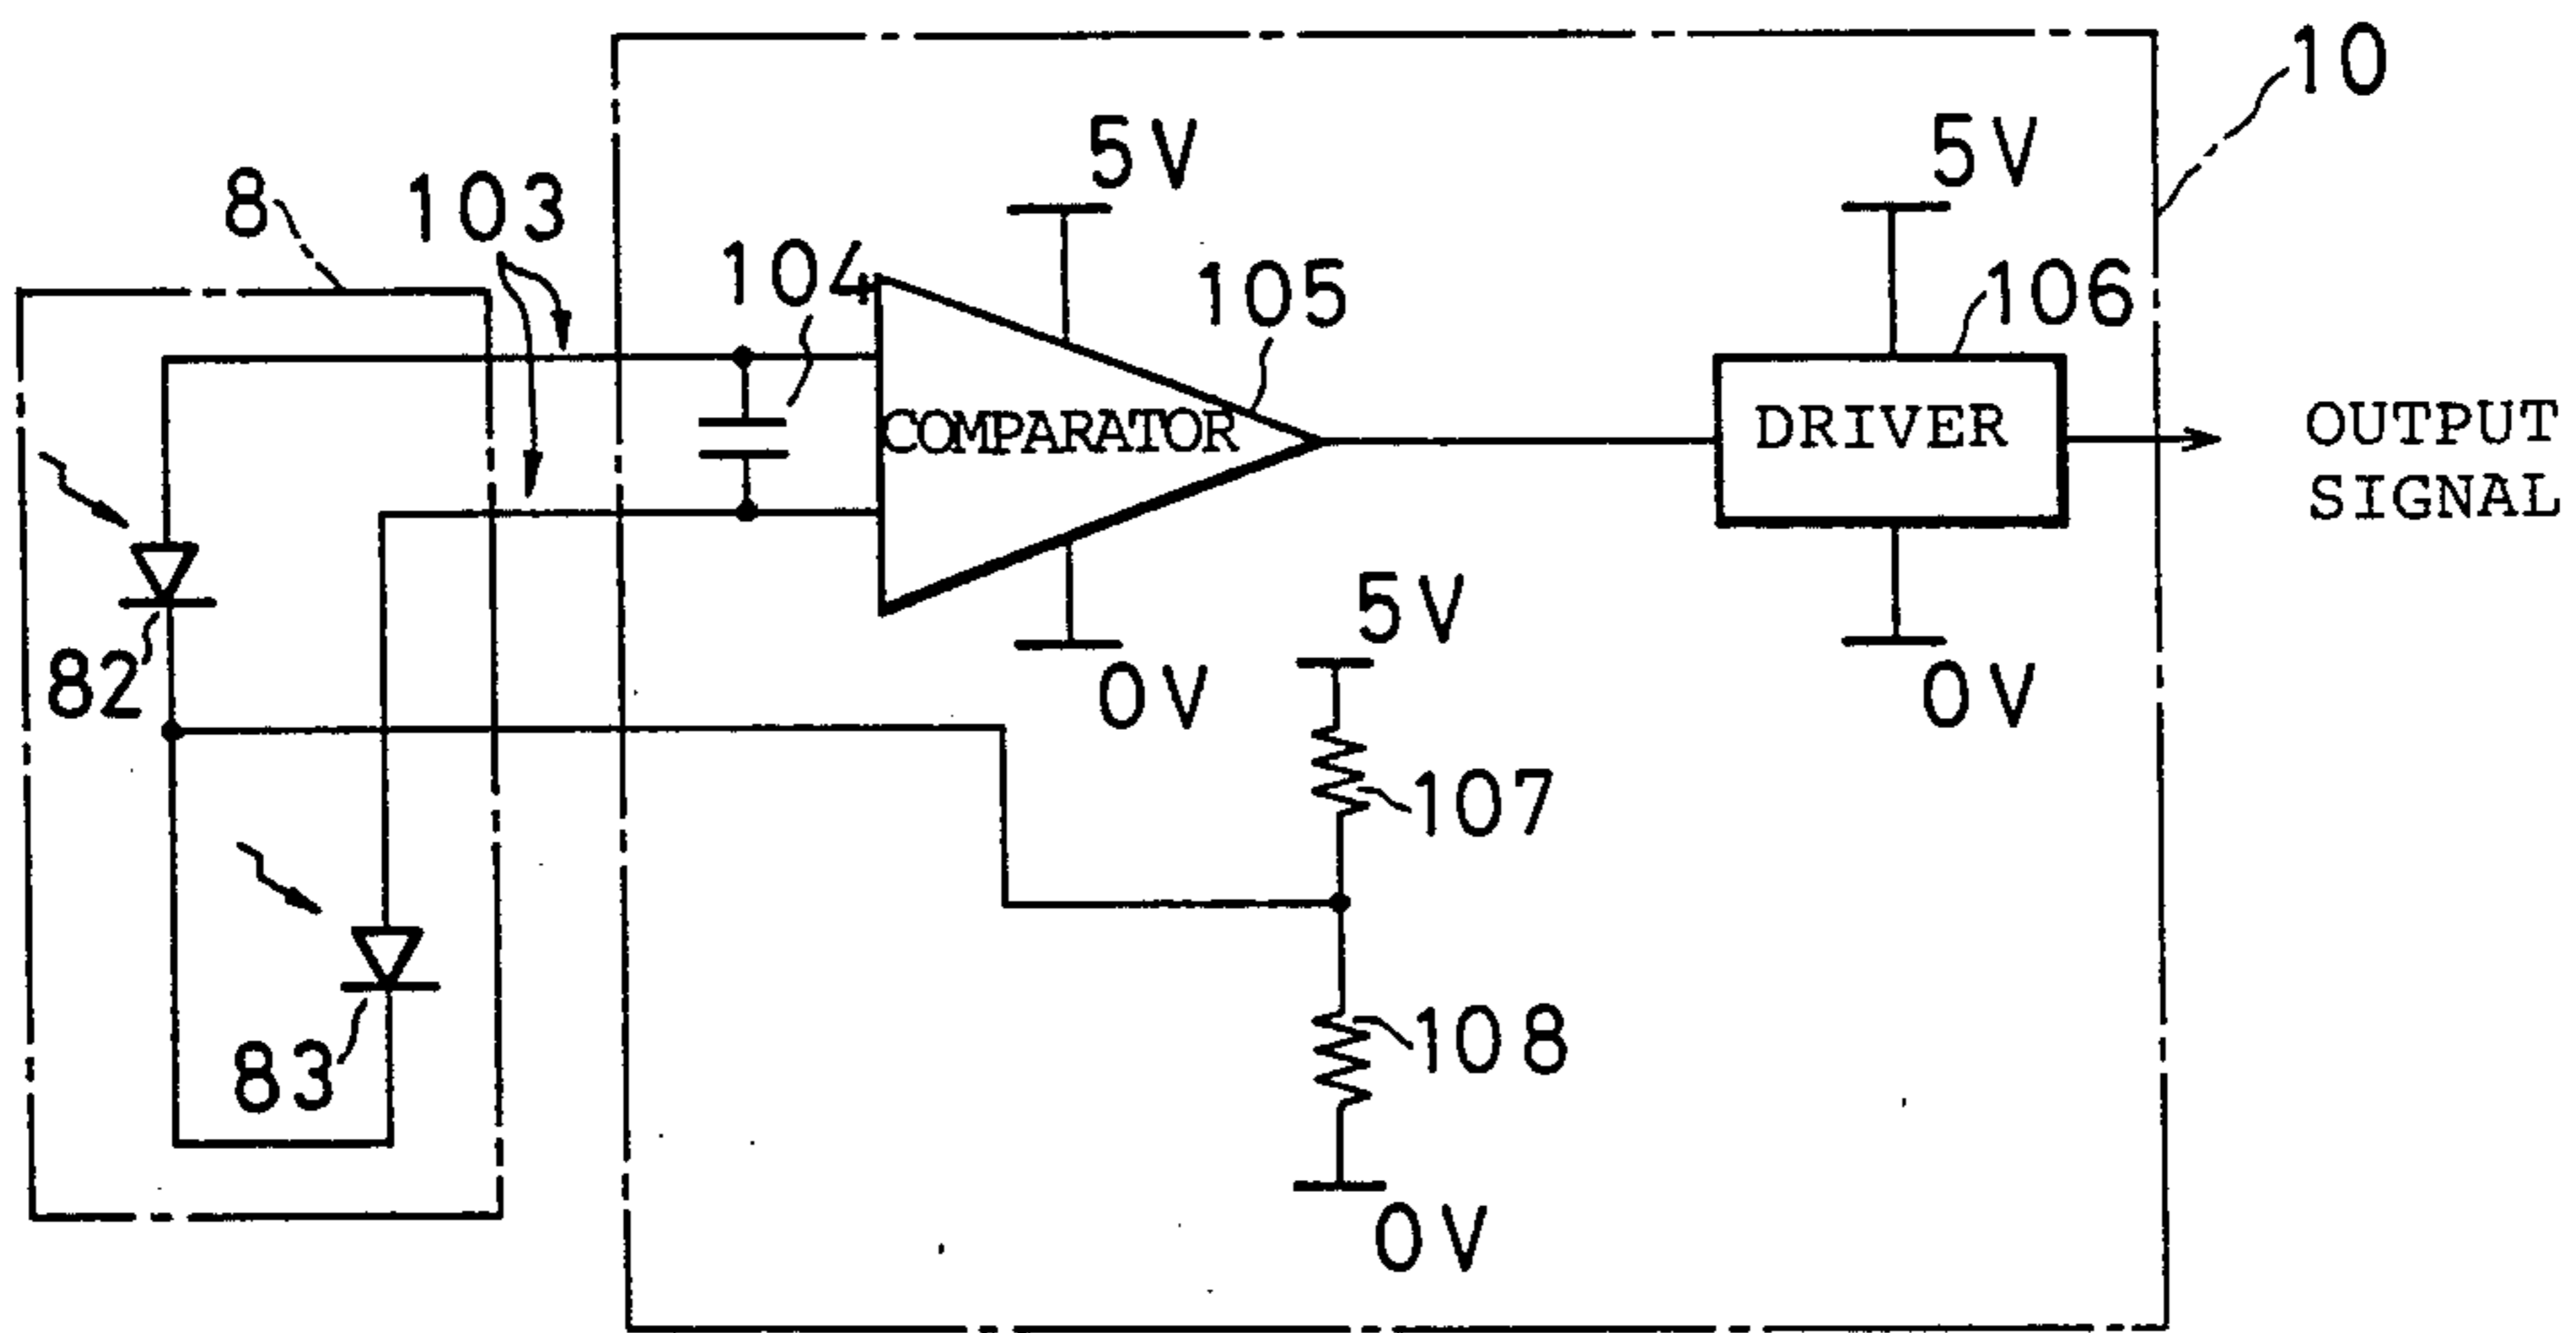 10
5V
5V
8
103
104
105
106
COMPARATOR
DRIVER
OUTPUT
SIGNAL
5V
82
0V
0V
107
108
83
0V